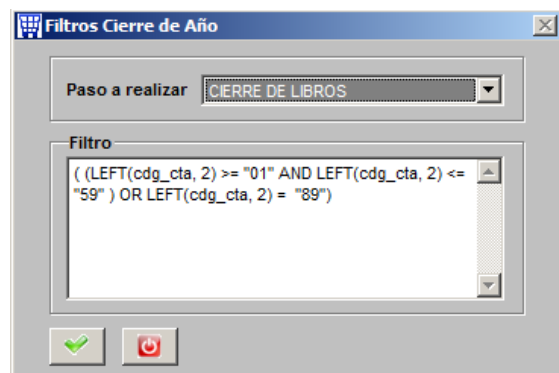 Filtros Cierre de Año
Paso a realizar CIERRE DE LIBROS
Filtro
( (LEFT(cdg_cta, 2) >= "01" AND LEFT(cdg_cta, 2) <=
"59" ) OR LEFT(cdg_cta, 2) = "89")